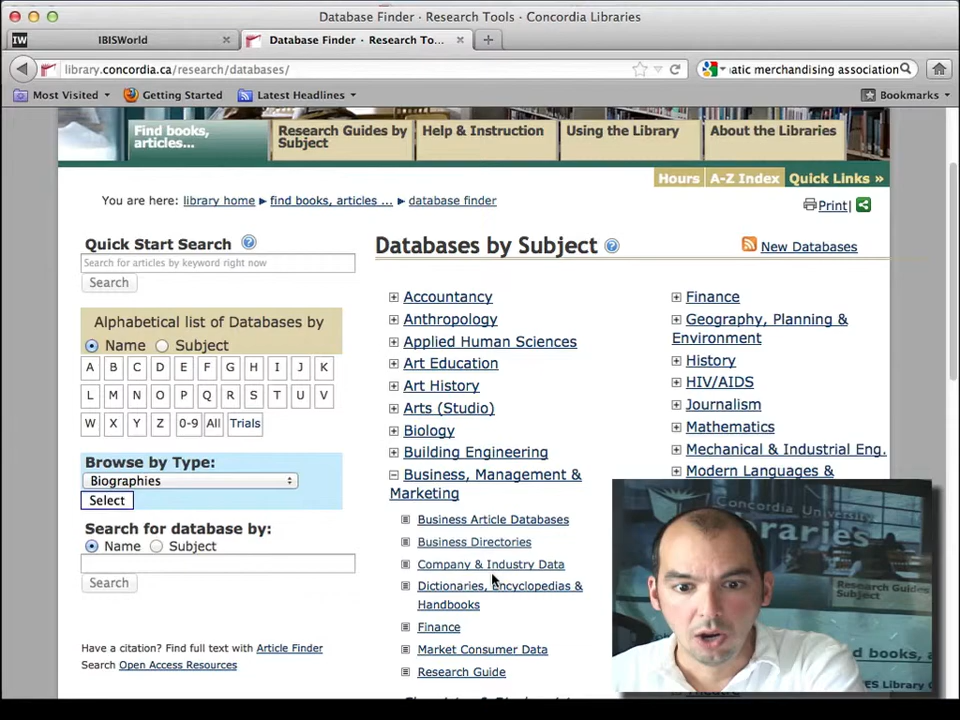 Database Finder · Research Tools · Concordia Libraries
IW IBISWorld
Database Finder · Research To...
library.concordia.ca/research/databases/
atic merchandising association
Most Visited
Getting Started
Latest Headlines
Bookmarks
Find books, articles...
Research Guides by Subject
Help & Instruction
Using the Library
About the Libraries
Hours
A-Z Index
Quick Links »
You are here: library home ▸ find books, articles ... ▸ database finder
Print|
Quick Start Search
Search for articles by keyword right now
Search
Alphabetical list of Databases by
Name Subject
A B C D E F G H I J K
L M N O P Q R S T U V
W X Y Z 0-9 All Trials
Browse by Type:
Biographies
Select
Search for database by:
Name Subject
Search
Have a citation? Find full text with Article Finder
Search Open Access Resources
Databases by Subject
New Databases
Accountancy
Anthropology
Applied Human Sciences
Art Education
Art History
Arts (Studio)
Biology
Building Engineering
Business, Management &
Marketing
Business Article Databases
Business Directories
Company & Industry Data
Dictionaries, Encyclopedias &
Handbooks
Finance
Market Consumer Data
Research Guide
Finance
Geography, Planning &
Environment
History
HIV/AIDS
Journalism
Mathematics
Mechanical & Industrial Eng.
Modern Languages &
Concordia University
Libraries
Research Guides
Subject